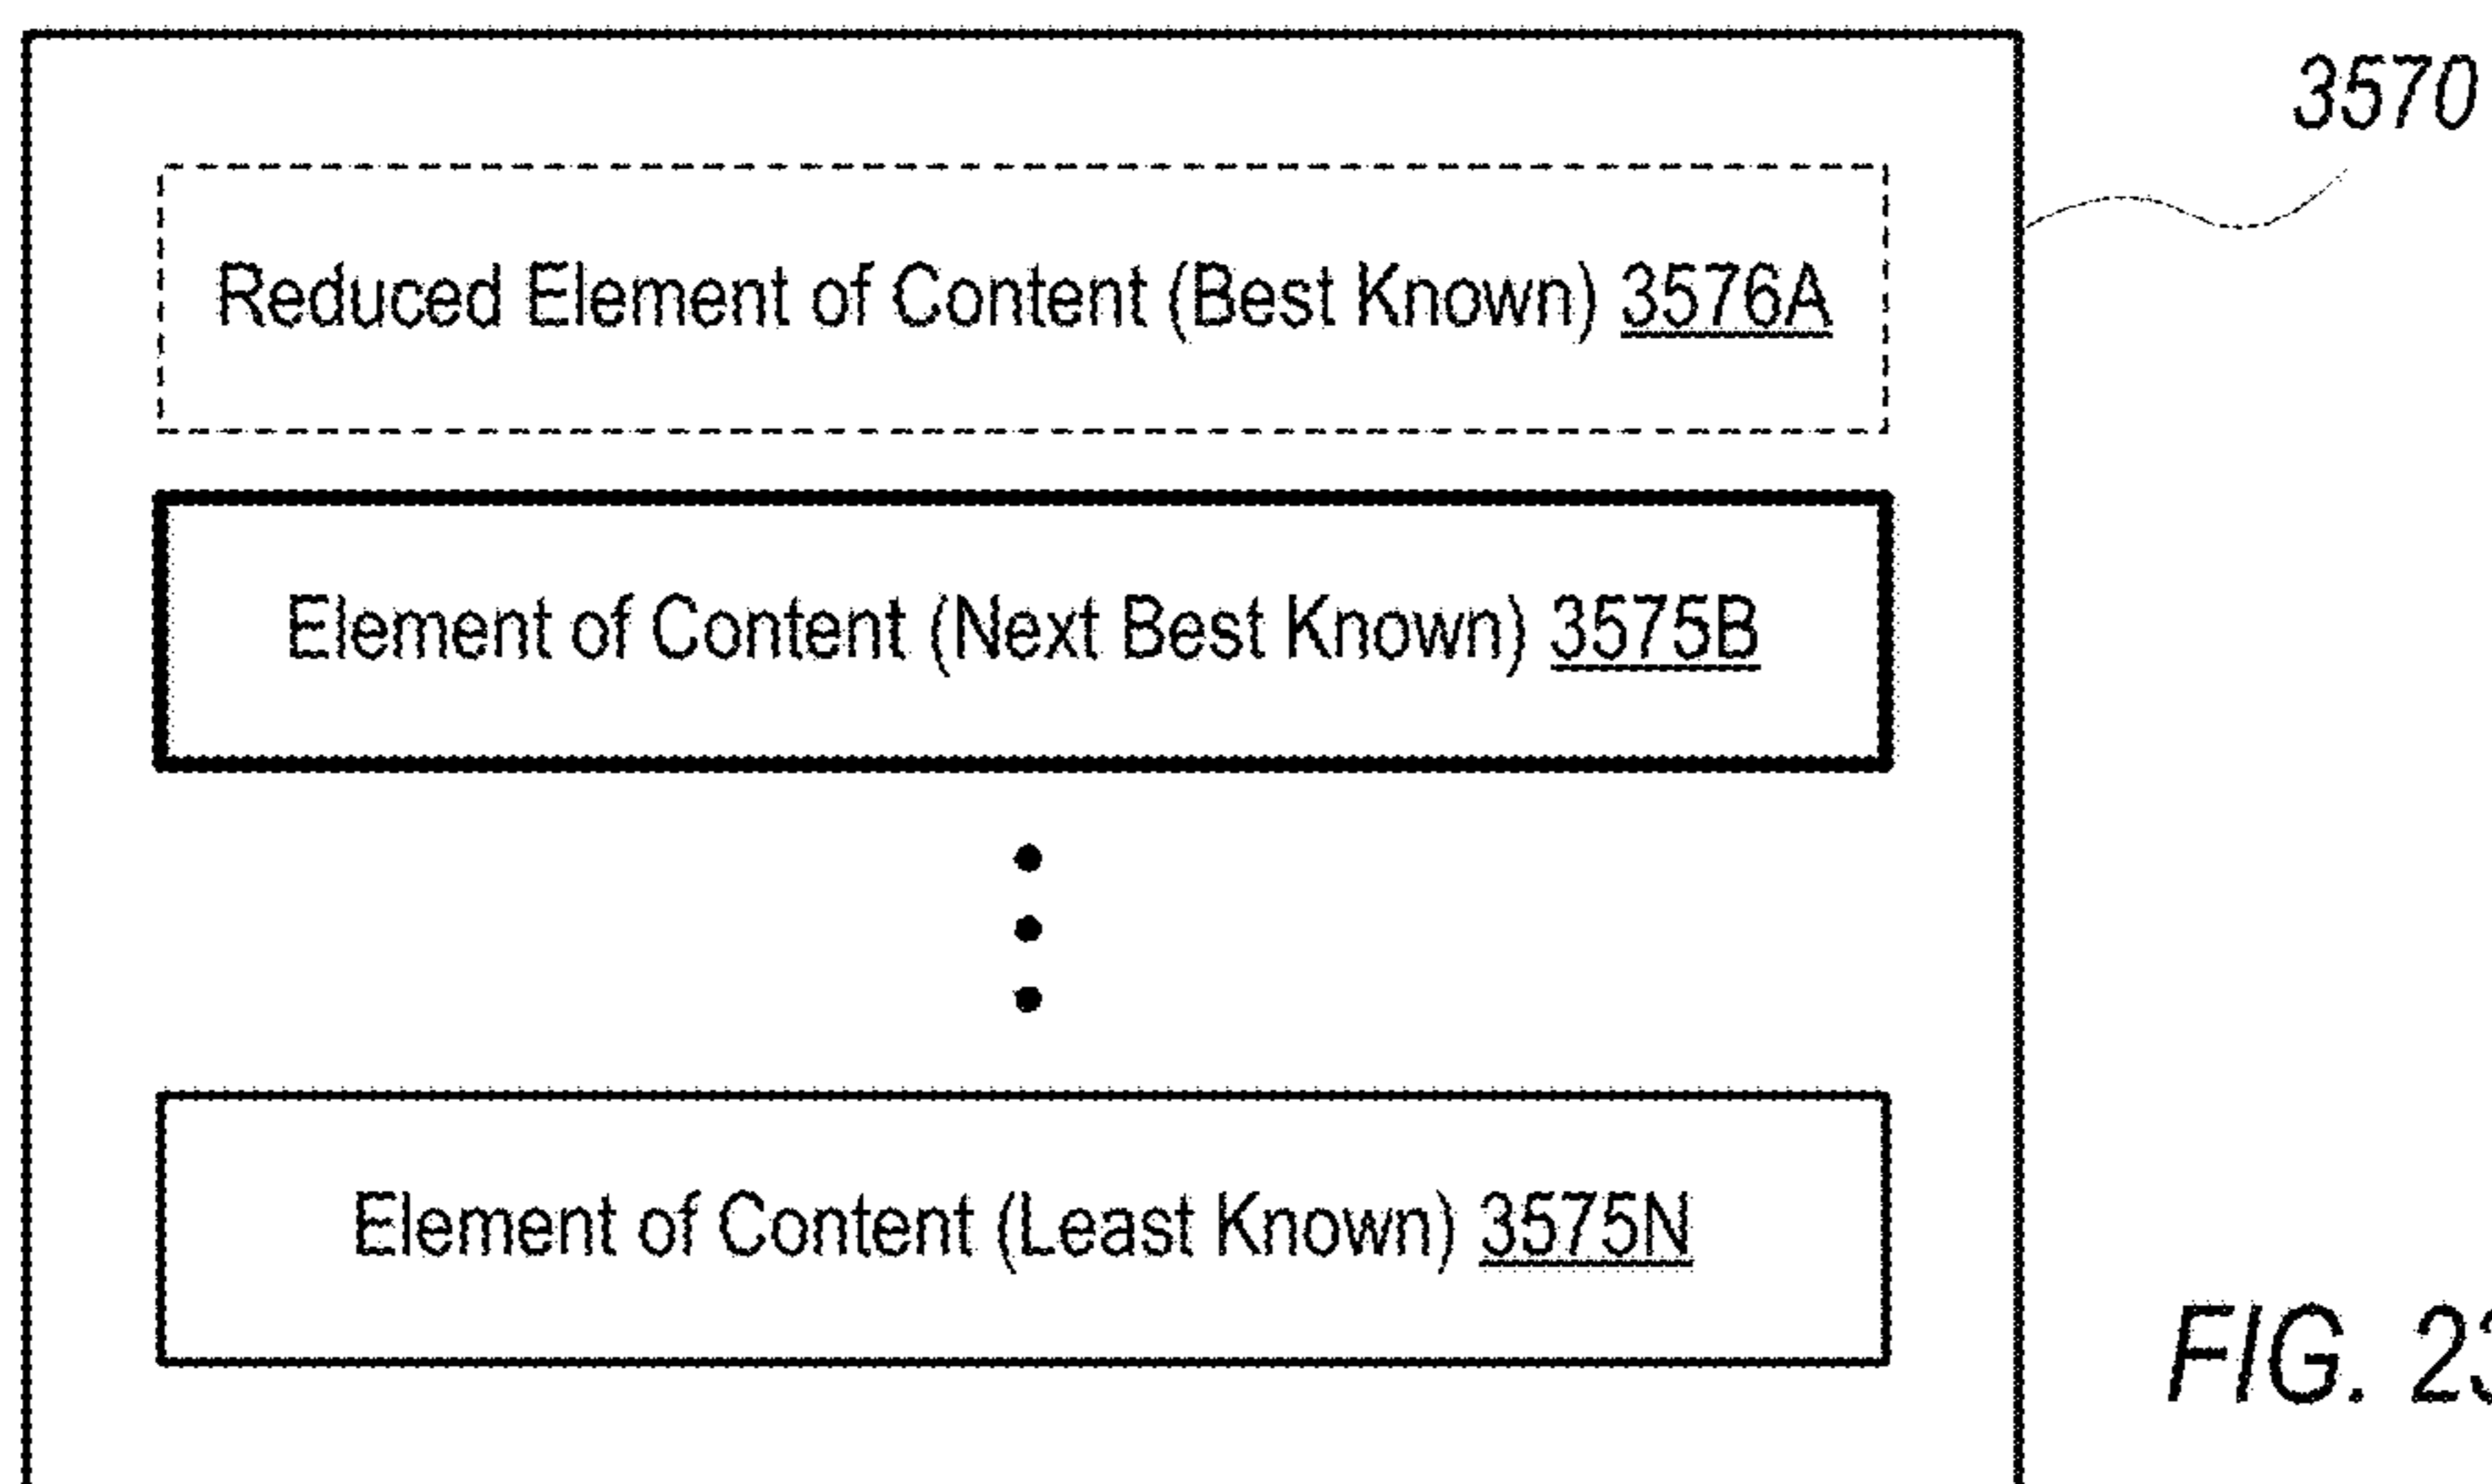 3570
Reduced Element of Content (Best Known) 3576A
Element of Content (Next Best Known) 3575B
Element of Content (Least Known) 3575N
FIG.